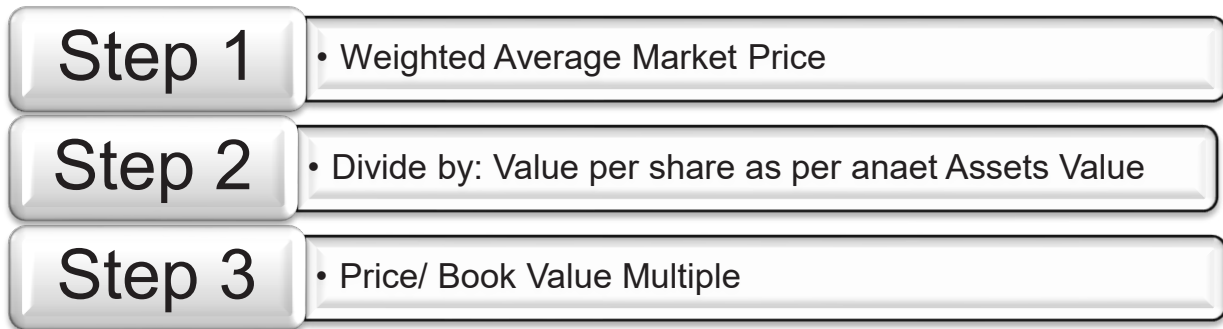 Step 1
• Weighted Average Market Price
Step 2
• Divide by: Value per share as per anaet Assets Value
Step 3
• Price/ Book Value Multiple